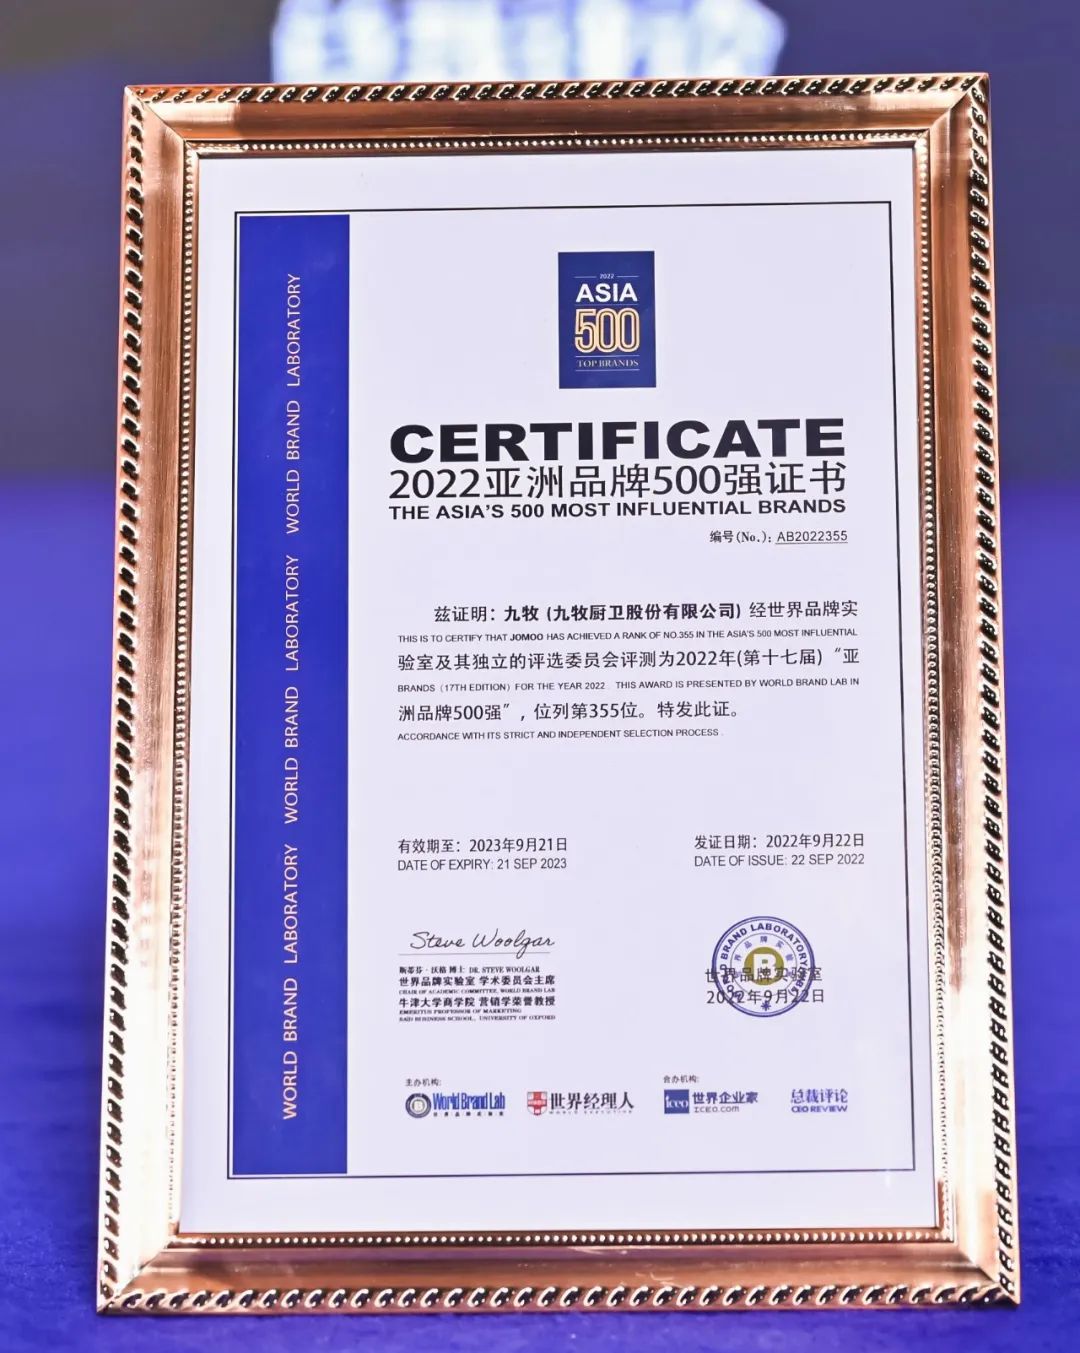 2022
ASIA
500
TOP BRANDS
CERTIFICATE
2022亚洲品牌500强证书
THE ASIA'S 500 MOST INFLUENTIAL BRANDS
编号(No.): AB2022355
兹证明：九牧 (九牧厨卫股份有限公司) 经世界品牌实
THIS IS TO CERTIFY THAT JOMOO HAS ACHIEVED A RANK OF NO.355 IN THE ASIA'S 500 MOST INFLUENTIAL
验室及其独立的评选委员会评测为2022年(第十七届) “亚
BRANDS (17TH EDITION) FOR THE YEAR 2022 . THIS AWARD IS PRESENTED BY WORLD BRAND LAB IN
洲品牌500强”，位列第355位。特发此证。
ACCORDANCE WITH ITS STRICT AND INDEPENDENT SELECTION PROCESS .
有效期至：2023年9月21日
DATE OF EXPIRY: 21 SEP 2023
发证日期：2022年9月22日
DATE OF ISSUE: 22 SEP 2022
Steve Woolgar
斯蒂芬·沃格 博士 DR. STEVE WOOLGAR
世界品牌实验室 学术委员会主席
CHAIR OF ACADEMIC COMMITTEE, WORLD BRAND LAB
牛津大学商学院 营销学荣誉教授
EMERITUS PROFESSOR OF MARKETING
SAID BUSINESS SCHOOL, UNIVERSITY OF OXFORD
WORLD BRAND LABORATORY
B
世界品牌实验室
2022年9月22日
主办机构:
World Brand Lab
世界品牌实验室
世界经理人
WORLD EXECUTIVE
合办机构:
iceo
世界企业家
ICEO.COM
总裁评论
CEO REVIEW
WORLD BRAND LABORATORY WORLD BRAND LABORATORY WORLD BRAND LABORATORY